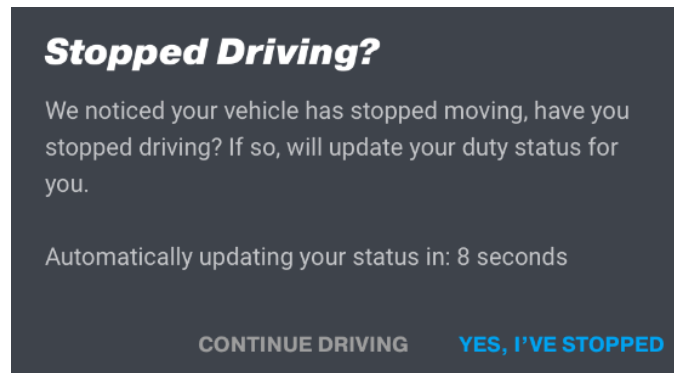 Stopped Driving?
We noticed your vehicle has stopped moving, have you
stopped driving? If so, will update your duty status for
you.
Automatically updating your status in: 8 seconds
CONTINUE DRIVING YES, I'VE STOPPED